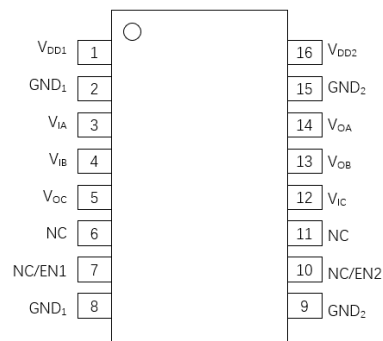 VDD1 1 16 VDD2
GND1 2 15 GND2
VIA 3 14 VOA
VIB 4 13 VOB
VOC 5 12 VIC
NC 6 11 NC
NC/EN1 7 10 NC/EN2
GND1 8 9 GND2